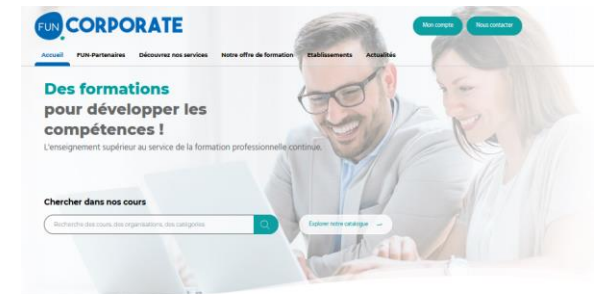 FUN CORPORATE
Mon compte
Nous contacter
Accueil FUN-Partenaires Découvrez nos services Notre offre de formation Etablissements Actualités
Des formations
pour développer les
compétences !
L'enseignement supérieur au service de la formation professionnelle continue.
Chercher dans nos cours
Recherche des cours, des organisations, des catégories
Explorer notre catalogue →